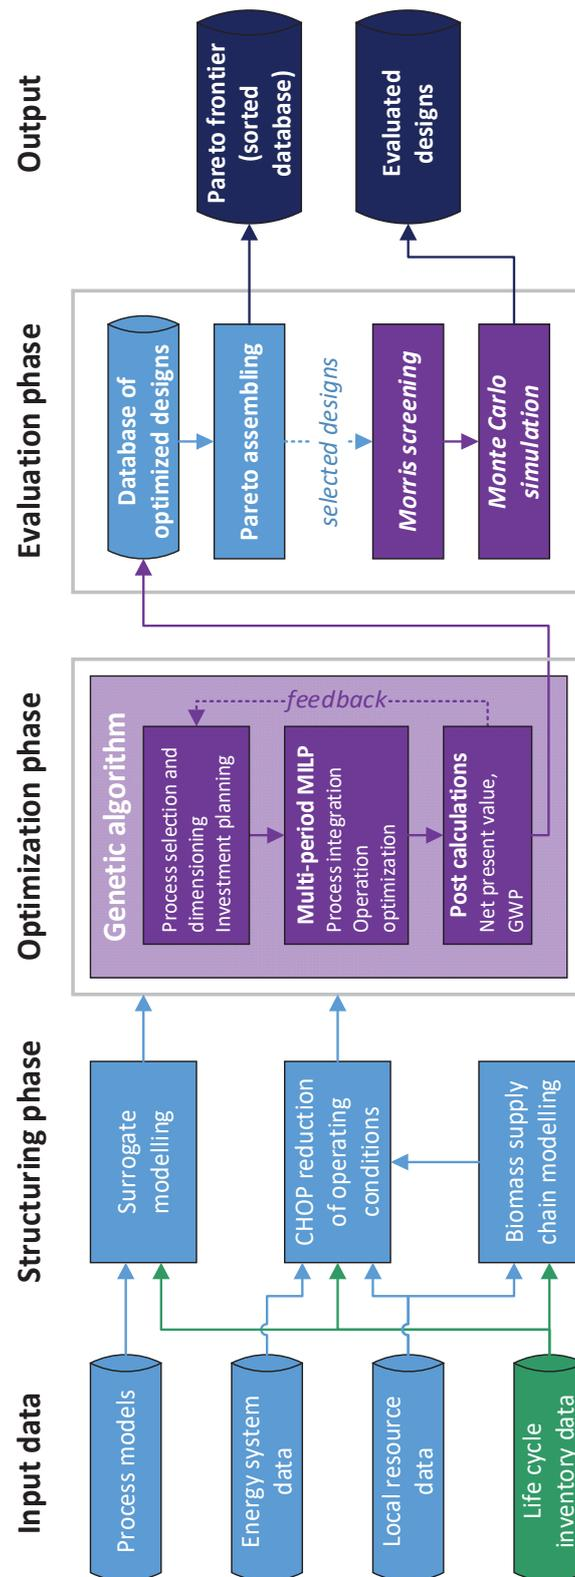 Input data
Process models
Energy system
data
Local resource
data
Life cycle
inventory data
Structuring phase
Surrogate
modelling
CHOP reduction
of operating
conditions
Biomass supply
chain modelling
Optimization phase
Genetic algorithm
Process selection and
dimensioning
Investment planning
Multi-period MILP
Process integration
Operation
optimization
Post calculations
Net present value,
GWP
feedback
Evaluation phase
Database of
optimized designs
Pareto assembling
selected designs
Morris screening
Monte Carlo
simulation
Output
Pareto frontier
(sorted
database)
Evaluated
designs